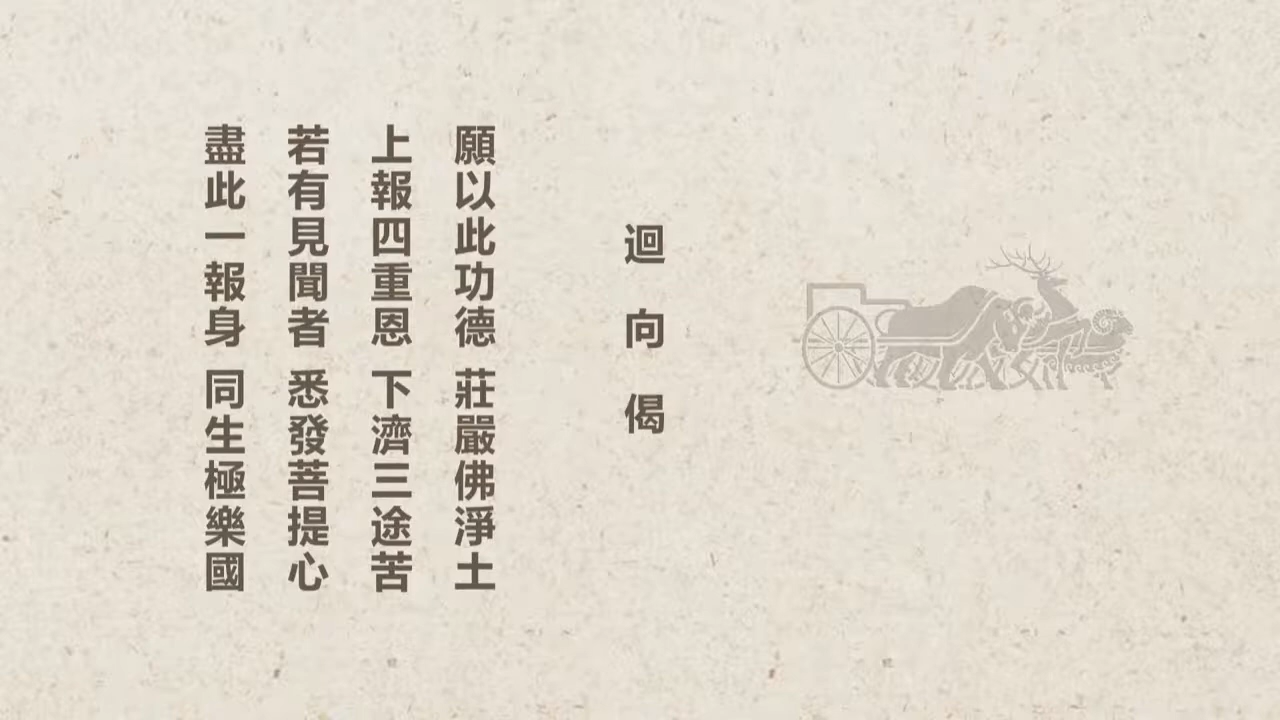 迴向偈
願以此功德 莊嚴佛淨土
上報四重恩 下濟三途苦
若有見聞者 悉發菩提心
盡此一報身 同生極樂國